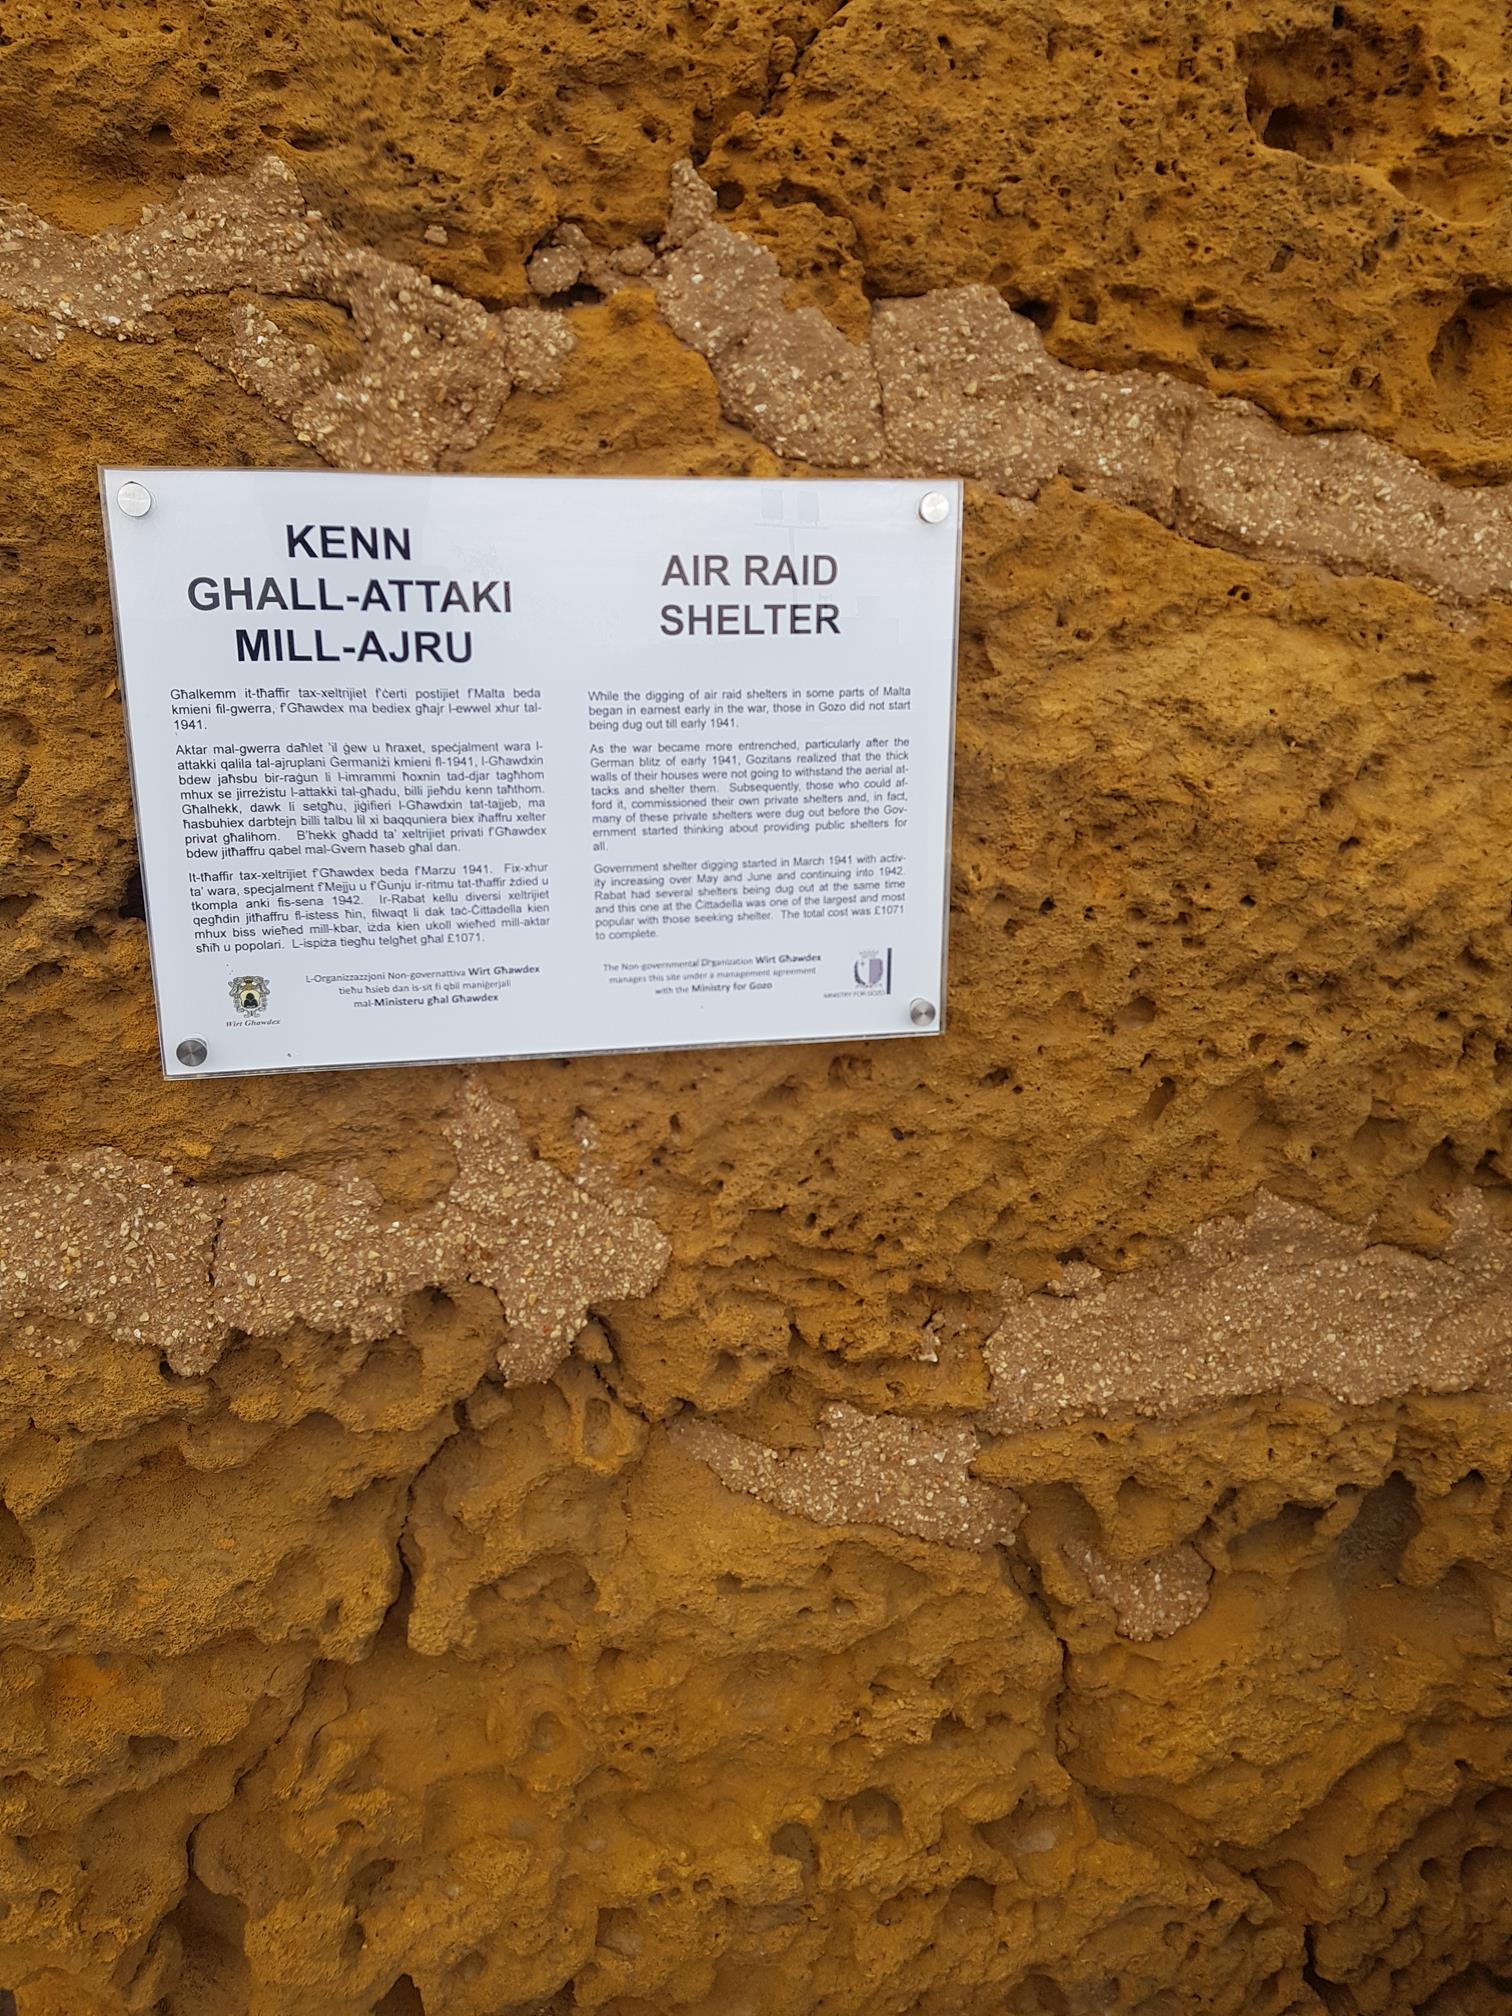 KENN
GHALL-ATTAKI
MILL-AJRU
Għalkemm it-tħaffir tax-xeltrijiet f'ċerti postijiet f'Malta beda
kmieni fil-gwerra, f'Għawdex ma bediex għajr l-ewwel xhur tal-
1941.
Aktar mal-gwerra daħlet 'il ġew u ħraxet, speċjalment wara l-
attakki qalila tal-ajruplani Ġermaniżi kmieni fl-1941, l-Għawdxin
bdew jaħsbu bir-raġun li l-imrammi ħoxnin tad-djar tagħhom
mhux se jirreżistu l-attakki tal-għadu, billi jieħdu kenn taħthom.
Għalhekk, dawk li setgħu, jiġifieri l-Għawdxin tat-tajjeb, ma
ħasbuhiex darbtejn billi talbu lil xi baqquniera biex iħaffru xelter
privat għalihom. B'hekk għadd ta' xeltrijiet privati f'Għawdex
bdew jitħaffru qabel mal-Gvern ħaseb għal dan.
It-tħaffir tax-xeltrijiet f'Għawdex beda f'Marzu 1941. Fix-xhur
ta' wara, speċjalment f'Mejju u f'Ġunju ir-ritmu tat-tħaffir żdied u
tkompla anki fis-sena 1942. Ir-Rabat kellu diversi xeltrijiet
qegħdin jitħaffru fl-istess ħin, filwaqt li dak taċ-Ċittadella kien
mhux biss wieħed mill-kbar, iżda kien ukoll wieħed mill-aktar
sħiħ u popolari. L-ispiża tiegħu telgħet għal £1071.
Wirt Għawdex
L-Organizzazzjoni Non-governattiva Wirt Għawdex
tieħu ħsieb dan is-sit fi qbil maniġerjali
mal-Ministeru għal Għawdex
AIR RAID
SHELTER
While the digging of air raid shelters in some parts of Malta
began in earnest early in the war, those in Gozo did not start
being dug out till early 1941.
As the war became more entrenched, particularly after the
German blitz of early 1941, Gozitans realized that the thick
walls of their houses were not going to withstand the aerial at-
tacks and shelter them. Subsequently, those who could af-
ford it, commissioned their own private shelters and, in fact,
many of these private shelters were dug out before the Gov-
ernment started thinking about providing public shelters for
all.
Government shelter digging started in March 1941 with activ-
ity increasing over May and June and continuing into 1942.
Rabat had several shelters being dug out at the same time
and this one at the Ċittadella was one of the largest and most
popular with those seeking shelter. The total cost was £1071
to complete.
The Non-governmental Organization Wirt Għawdex
manages this site under a management agreement
with the Ministry for Gozo
MINISTRY FOR GOZO